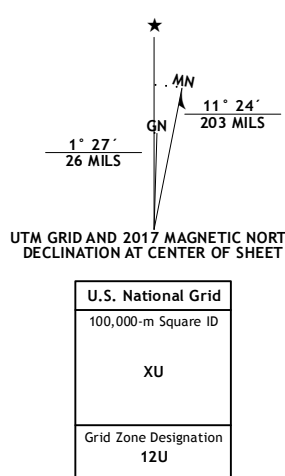 ★
MN
11° 24´
203 MILS
GN
1° 27´
26 MILS
UTM GRID AND 2017 MAGNETIC NORT
DECLINATION AT CENTER OF SHEET
U.S. National Grid
100,000-m Square ID
XU
Grid Zone Designation
12U